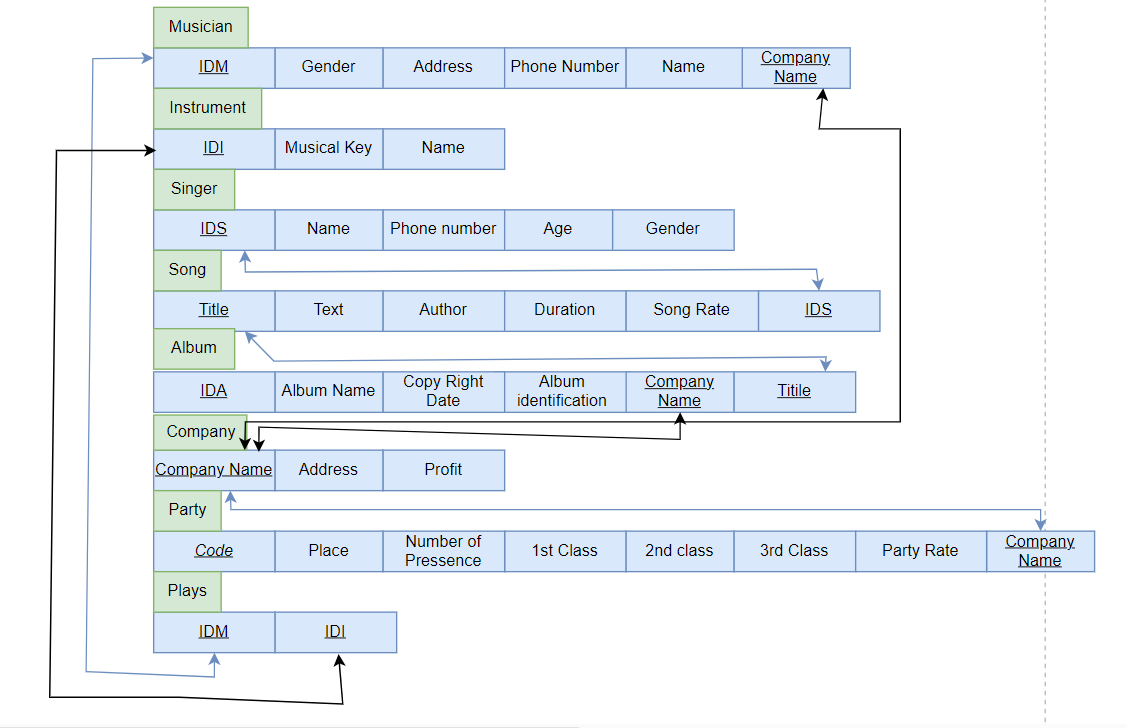 Musician
IDM Gender Address Phone Number Name Company
Name
Instrument
IDI Musical Key Name
Singer
IDS Name Phone number Age Gender
Song
Title Text Author Duration Song Rate IDS
Album
IDA Album Name Copy Right
Date Album
identification Company
Name Titile
Company
Company Name Address Profit
Party
Code Place Number of
Pressence 1st Class 2nd class 3rd Class Party Rate Company
Name
Plays
IDM IDI